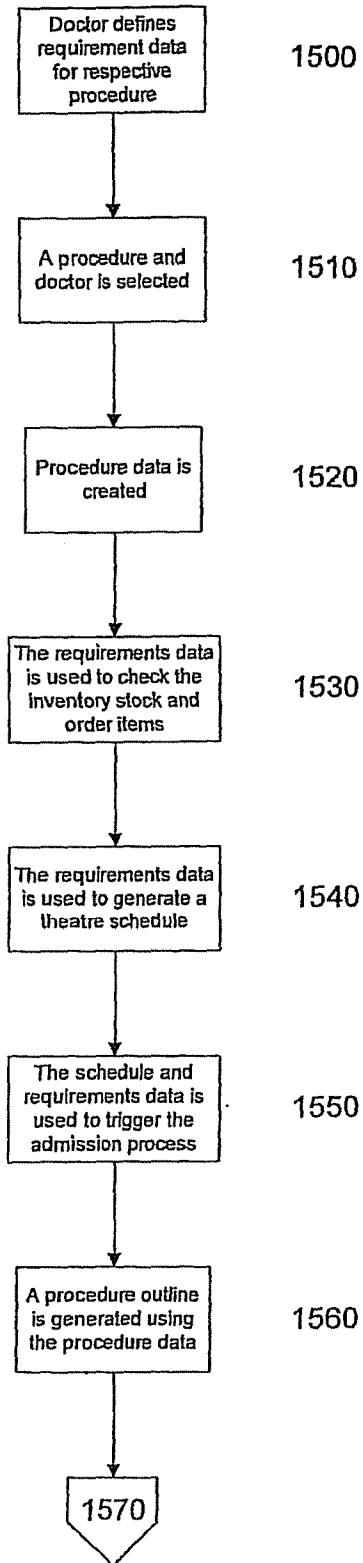 Doctor defines
requirement data
for respective
procedure
1500
A procedure and
doctor is selected
1510
Procedure data is
created
1520
The requirements data
is used to check the
inventory stock and
order items
1530
The requirements data
is used to generate a
theatre schedule
1540
The schedule and
requirements data is
used to trigger the
admission process
1550
A procedure outline
is generated using
the procedure data
1560
1570